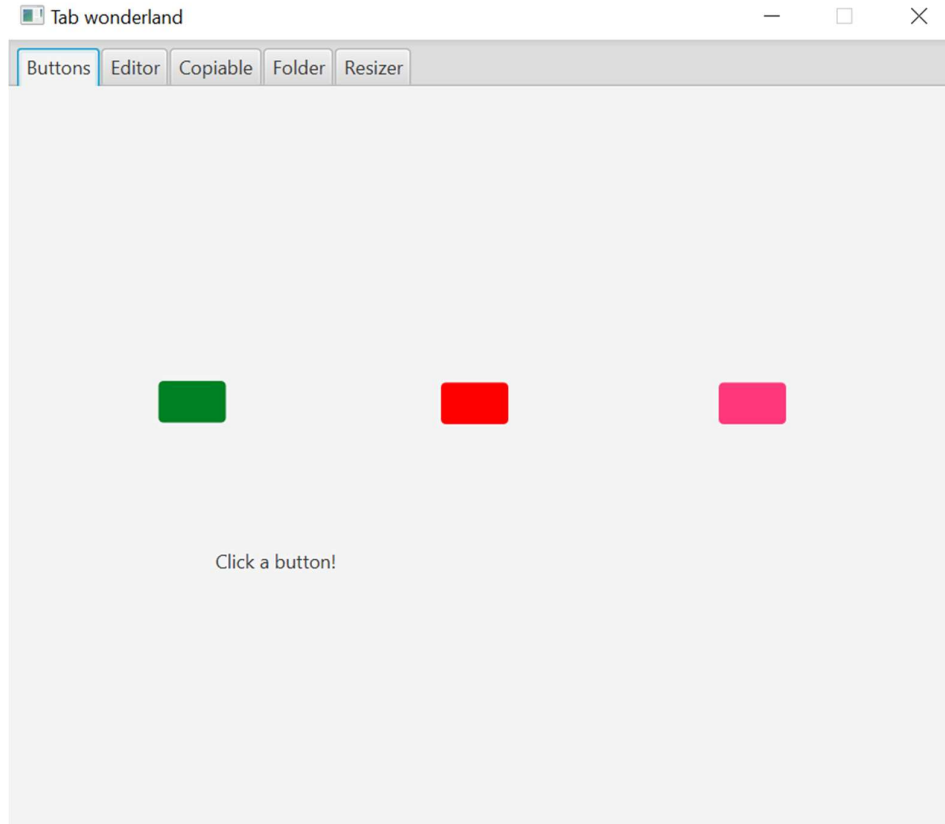 Tab wonderland
Buttons Editor Copiable Folder Resizer
Click a button!